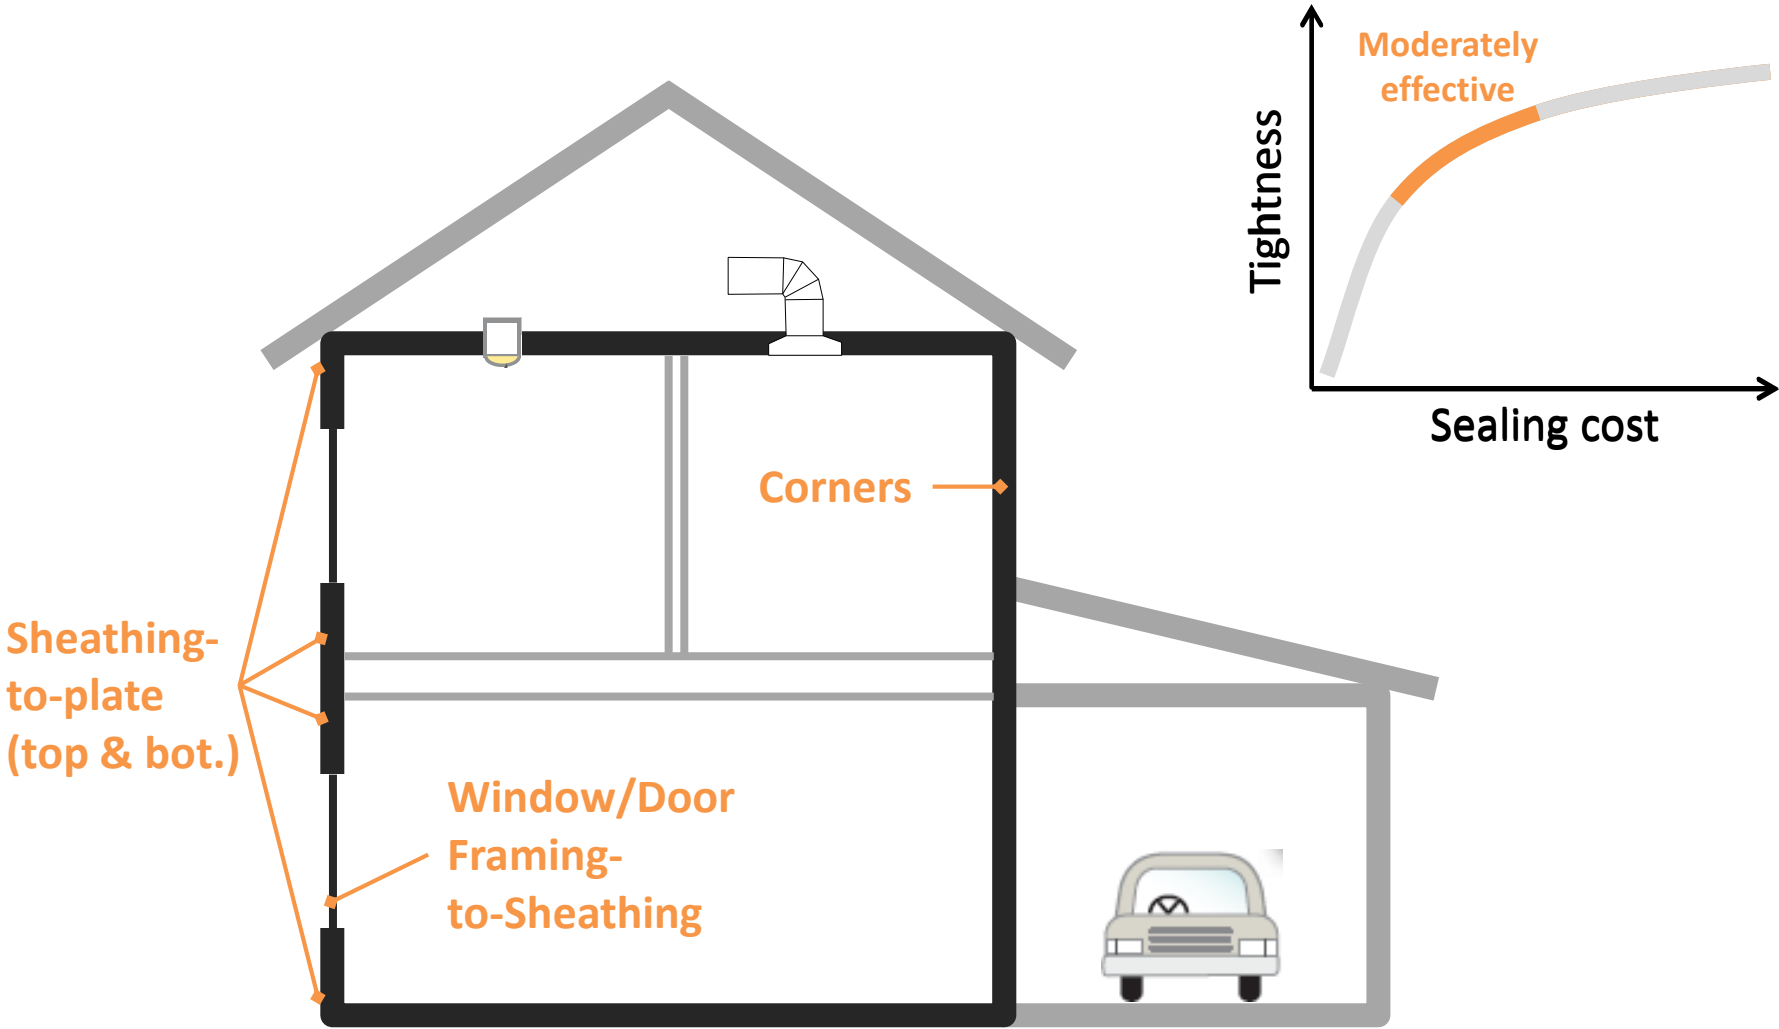 Moderately
effective
Tightness
Sealing cost
Corners
Sheathing-
to-plate
(top & bot.)
Window/Door
Framing-
to-Sheathing